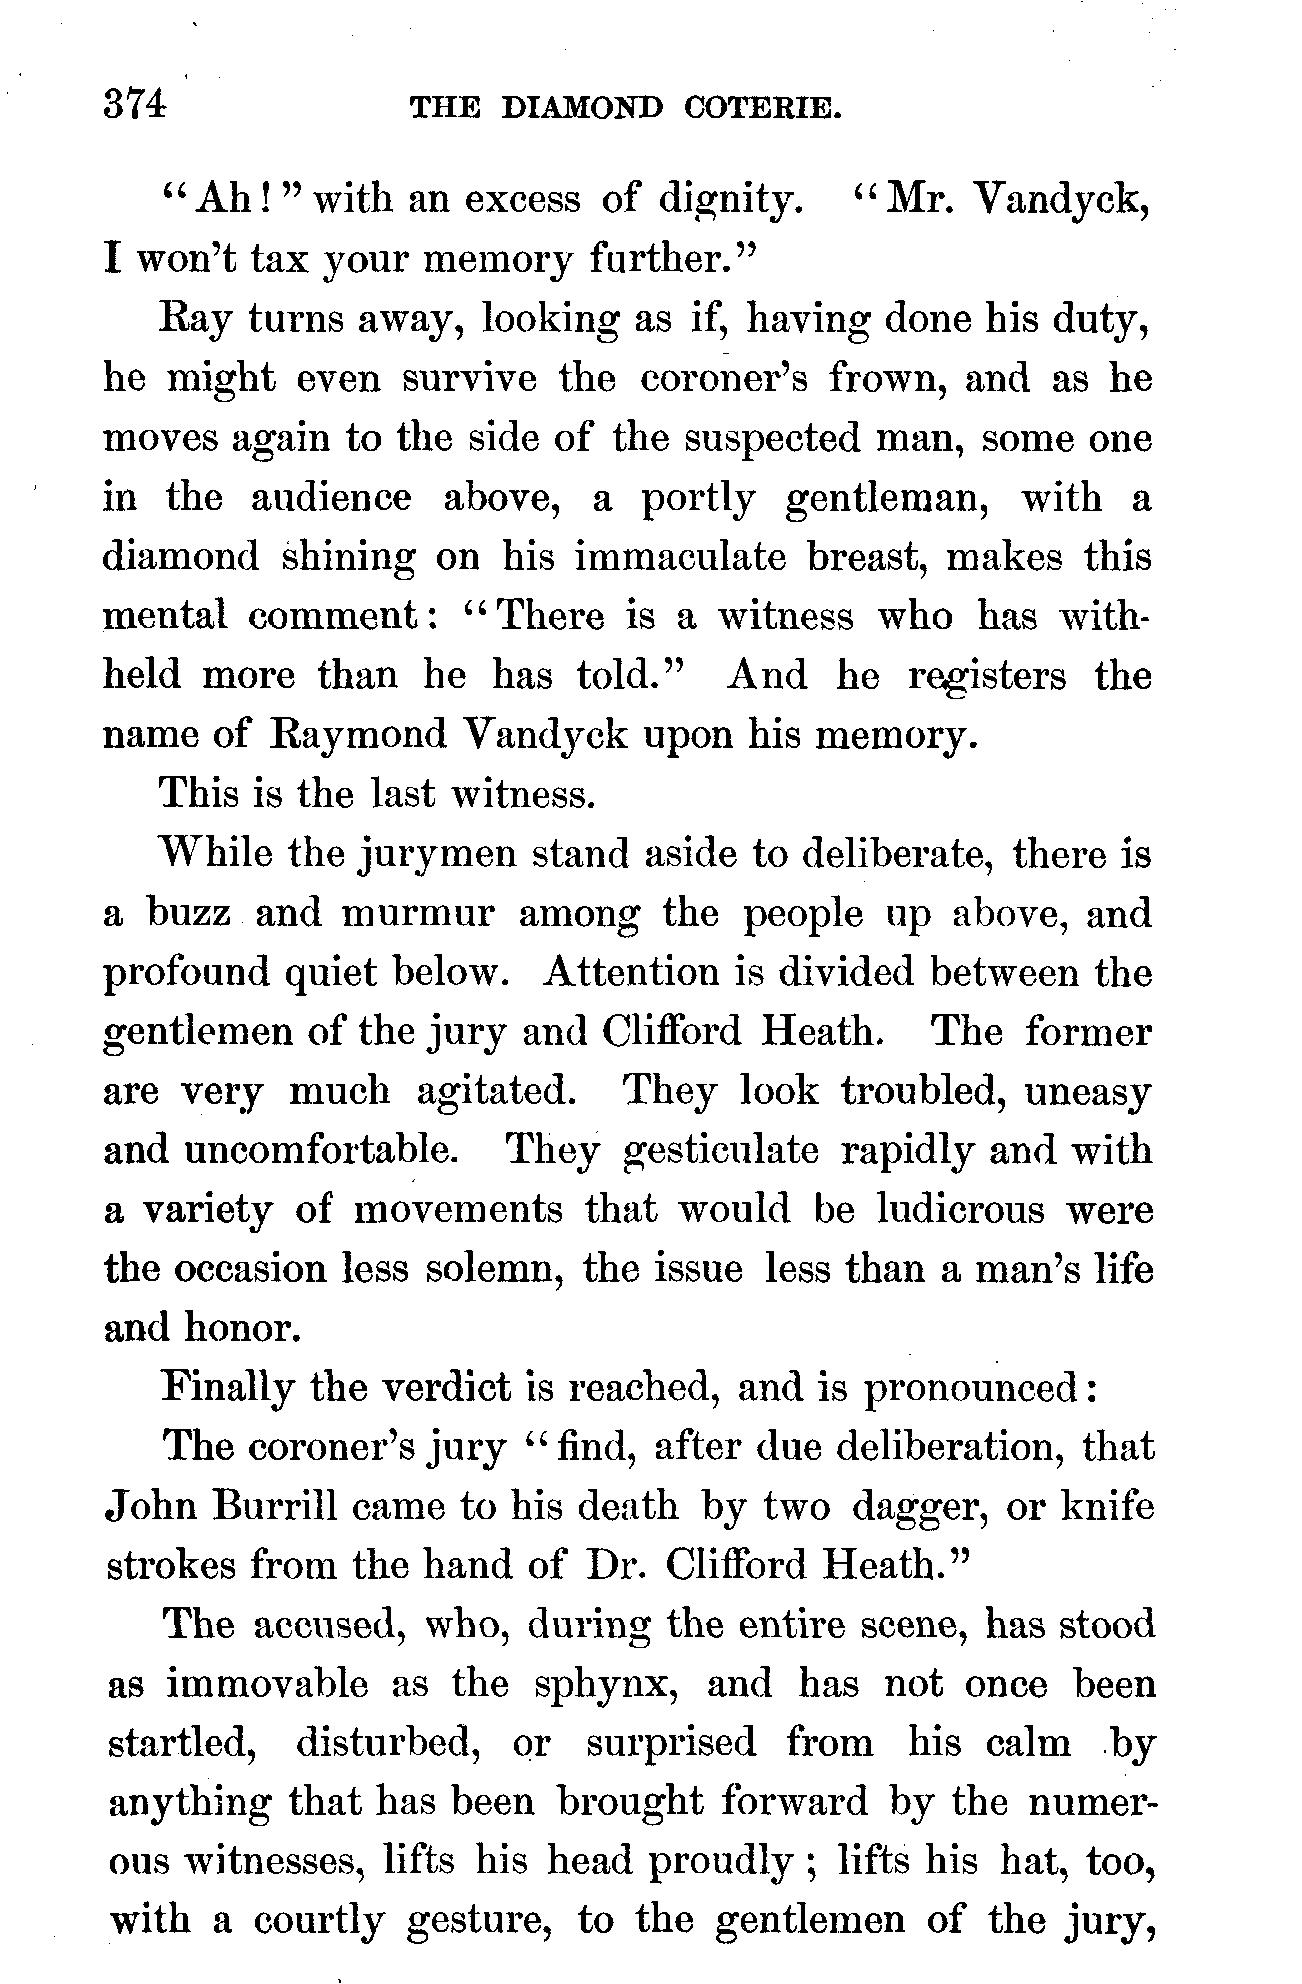 374 THE DIAMOND COTERIE.
“Ah!” with an excess of dignity. “Mr. Vandyck,
I won’t tax your memory further.”
Ray turns away, looking as if, having done his duty,
he might even survive the coroner’s frown, and as he
moves again to the side of the suspected man, some one
in the audience above, a portly gentleman, with a
diamond shining on his immaculate breast, makes this
mental comment: “There is a witness who has with-
held more than he has told.” And he registers the
name of Raymond Vandyck upon his memory.
This is the last witness.
While the jurymen stand aside to deliberate, there is
a buzz and murmur among the people up above, and
profound quiet below. Attention is divided between the
gentlemen of the jury and Clifford Heath. The former
are very much agitated. They look troubled, uneasy
and uncomfortable. They gesticulate rapidly and with
a variety of movements that would be ludicrous were
the occasion less solemn, the issue less than a man’s life
and honor.
Finally the verdict is reached, and is pronounced:
The coroner’s jury “find, after due deliberation, that
John Burrill came to his death by two dagger, or knife
strokes from the hand of Dr. Clifford Heath.”
The accused, who, during the entire scene, has stood
as immovable as the sphynx, and has not once been
startled, disturbed, or surprised from his calm by
anything that has been brought forward by the numer-
ous witnesses, lifts his head proudly; lifts his hat, too,
with a courtly gesture, to the gentlemen of the jury,